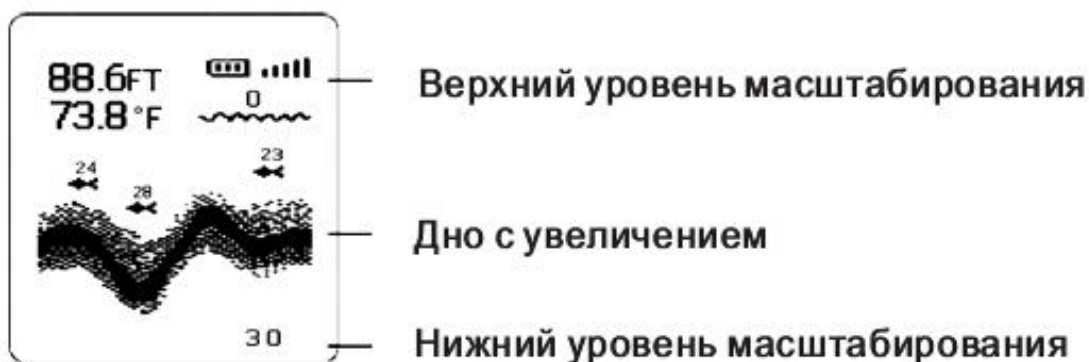 88.6FT
73.8°F
0
Верхний уровень масштабирования
24
23
28
Дно с увеличением
30
Нижний уровень масштабирования